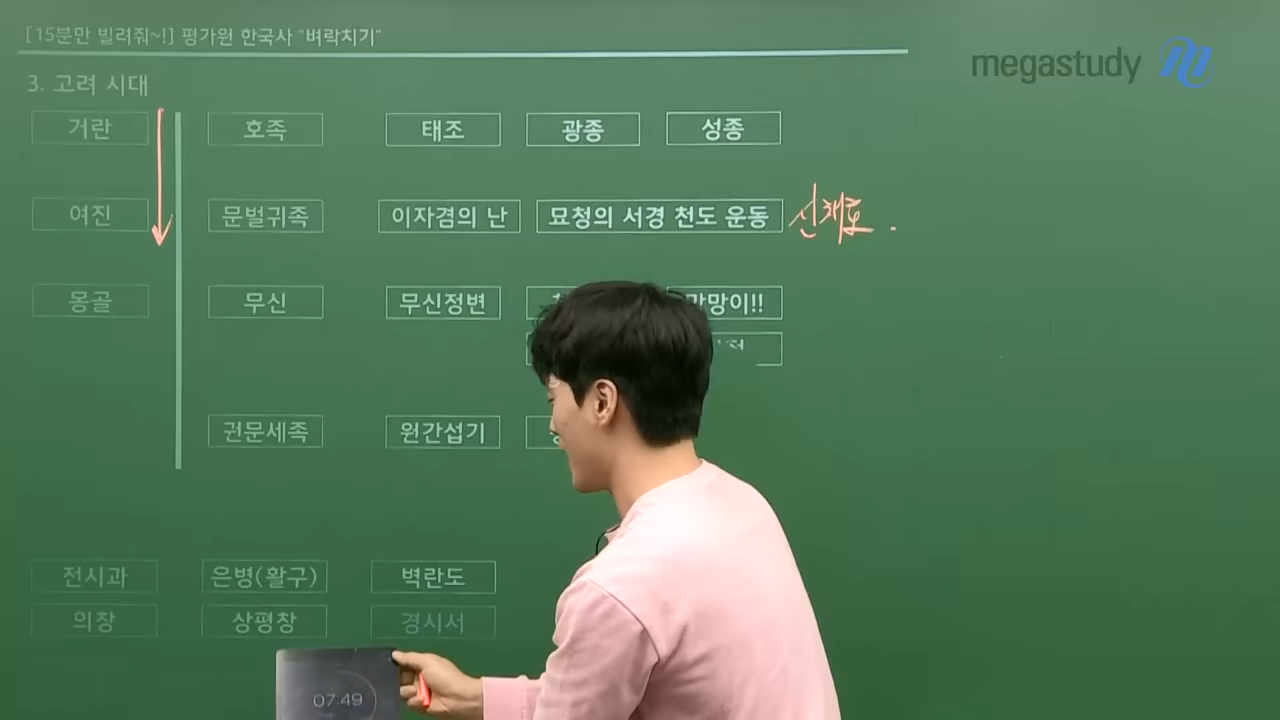 [15분만 빌려줘~!] 평가원 한국사 "벼락치기"
megastudy
3. 고려 시대
거란 호족 태조 광종 성종
여진 문벌귀족 이자겸의 난 묘청의 서경 천도 운동 신채호.
몽골 무신 무신정변 망이!!
권문세족 원간섭기
전시과 은병(활구) 벽란도
의창 상평창 경시서
07:49